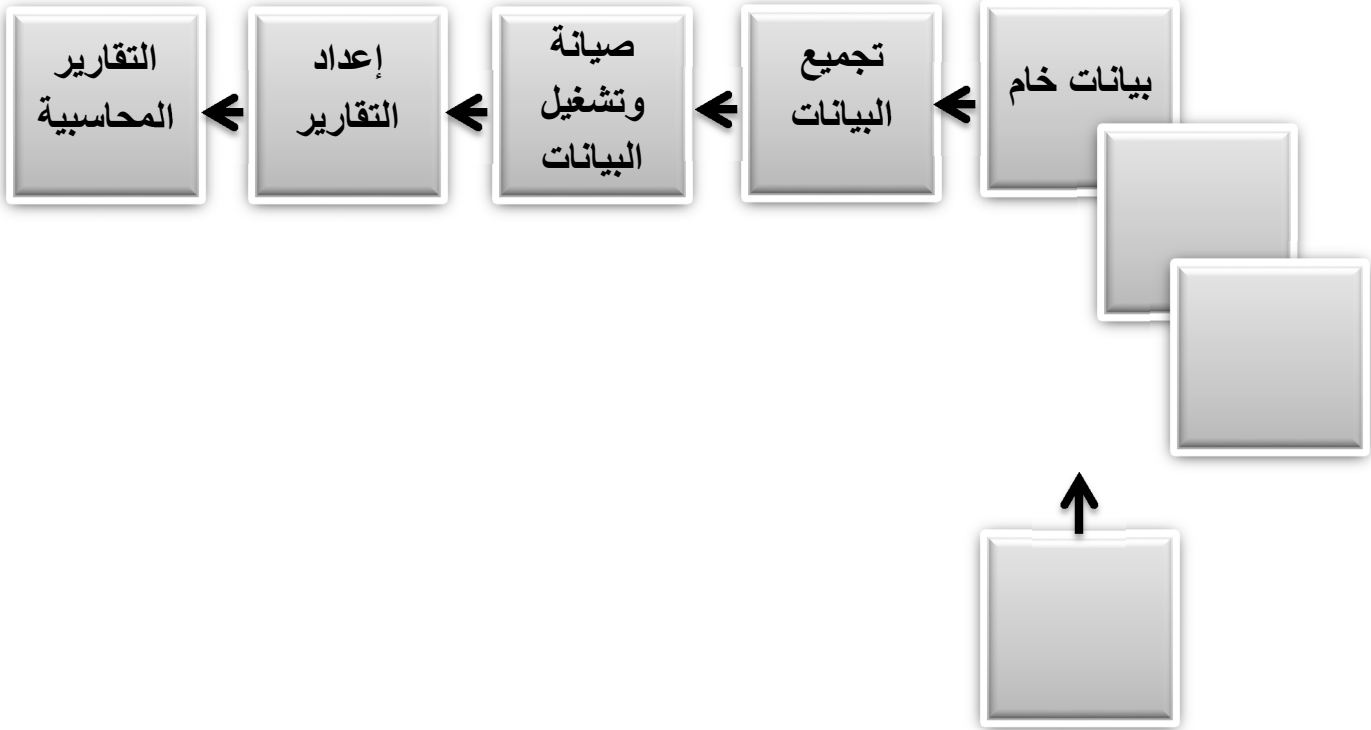 بيانات خام
تجميع
البيانات
صيانة
وتشغيل
البيانات
إعداد
التقارير
التقارير
المحاسبية